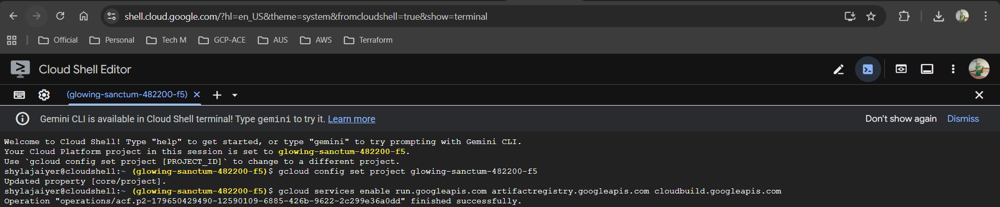 shell.cloud.google.com/?hl=en_US&theme=system&fromcloudshell=true&show=terminal
Official Personal Tech M GCP-ACE AUS AWS Terraform
Cloud Shell Editor
(glowing-sanctum-482200-f5)
Gemini CLI is available in Cloud Shell terminal! Type gemini to try it. Learn more Don't show again Dismiss
Welcome to Cloud Shell! Type "help" to get started, or type "gemini" to try prompting with Gemini CLI.
Your Cloud Platform project in this session is set to glowing-sanctum-482200-f5.
Use `gcloud config set project [PROJECT_ID]` to change to a different project.
shylajaiyer@cloudshell:~ (glowing-sanctum-482200-f5)$ gcloud config set project glowing-sanctum-482200-f5
Updated property [core/project].
shylajaiyer@cloudshell:~ (glowing-sanctum-482200-f5)$ gcloud services enable run.googleapis.com artifactregistry.googleapis.com cloudbuild.googleapis.com
Operation "operations/acf.p2-179650429490-12590109-6885-426b-9622-2c299e36a0dd" finished successfully.